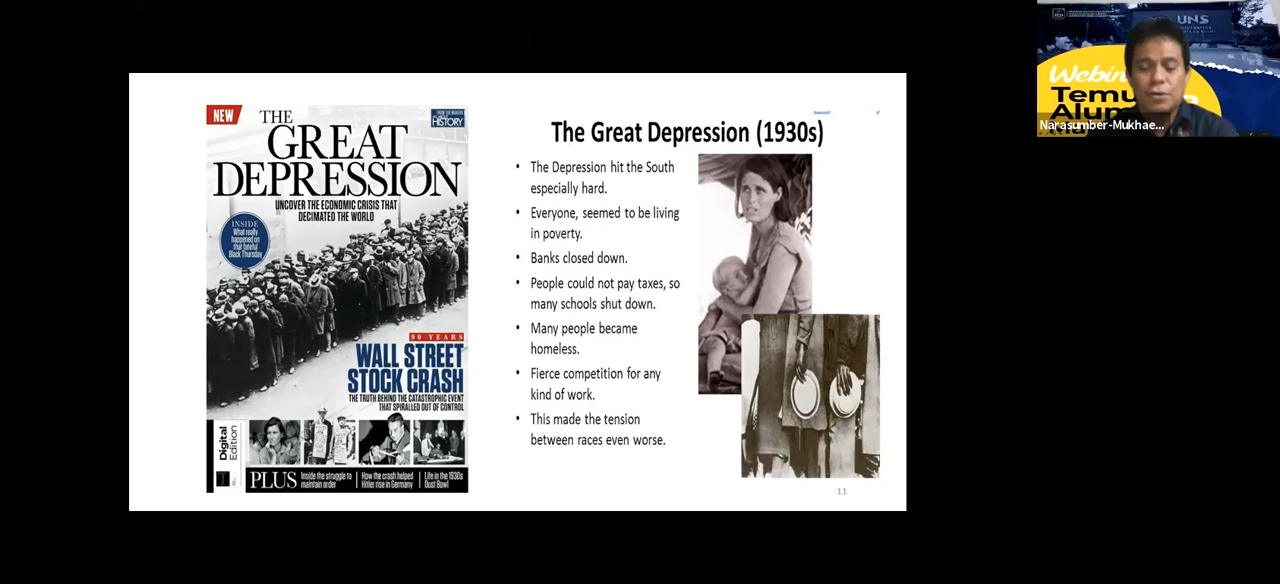 NEW
THE
GREAT
DEPRESSION
HISTORY
UNCOVER THE ECONOMIC CRISIS THAT
DECIMATED THE WORLD
INSIDE
What really
happened on
that fateful
Black Thursday
90 YEARS
WALL STREET
STOCK CRASH
THE TRUTH BEHIND THE CATASTROPHIC EVENT
THAT SPIRALLED OUT OF CONTROL
Digital
Edition
PLUS
Inside the struggle to
maintain order
How the crash helped
Hitler rise in Germany
Life in the 1930s
Dust Bowl
The Great Depression (1930s)
• The Depression hit the South
especially hard.
• Everyone, seemed to be living
in poverty.
• Banks closed down.
• People could not pay taxes, so
many schools shut down.
• Many people became
homeless.
• Fierce competition for any
kind of work.
• This made the tension
between races even worse.
11
UNS
Webin
Temu
Alum
Narasumber-Mukhae...